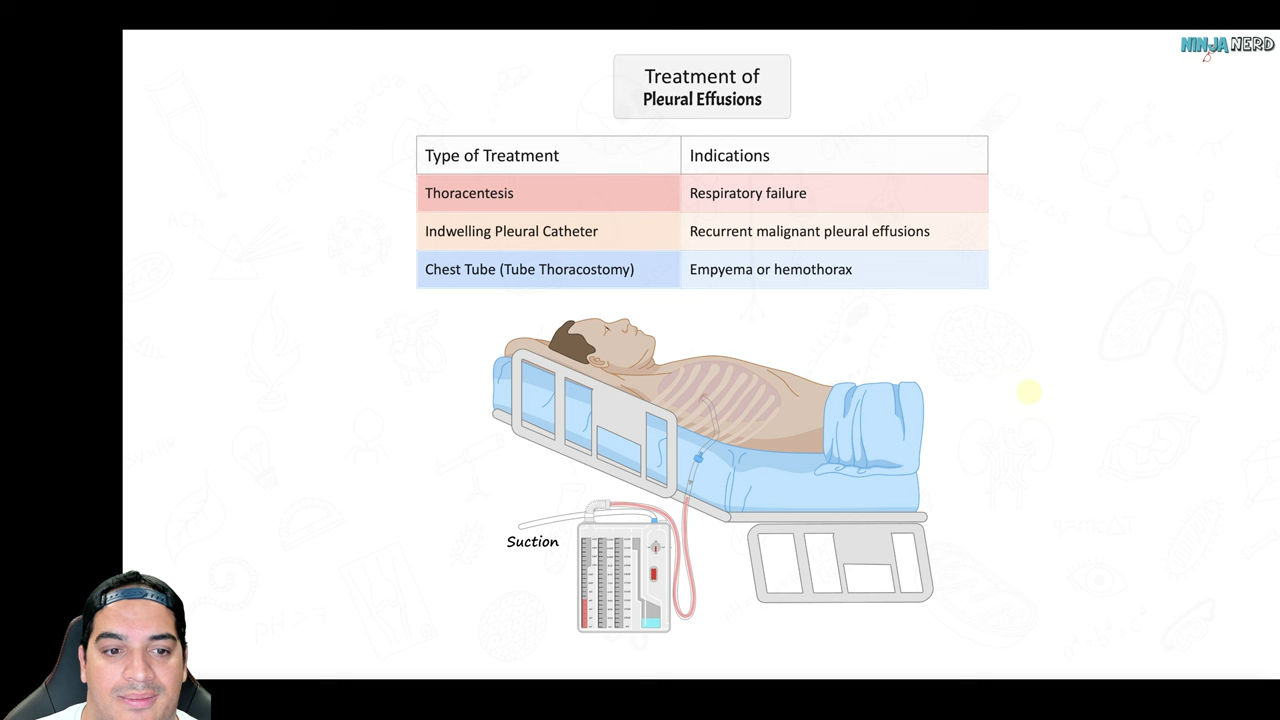 NINJA NERD
Treatment of
Pleural Effusions
Type of Treatment Indications
Thoracentesis Respiratory failure
Indwelling Pleural Catheter Recurrent malignant pleural effusions
Chest Tube (Tube Thoracostomy) Empyema or hemothorax
Suction